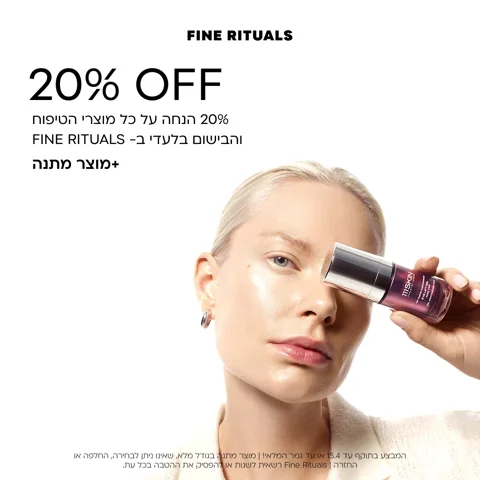 FINE RITUALS
20% OFF
20% הנחה על כל מוצרי הטיפוח
והבישום בלעדי ב- FINE RITUALS
+מוצר מתנה
111SKIN
המבצע בתוקף עד 15.4 או עד גמר המלאי! | מוצר מתנה בגודל מלא, שאינו ניתן לבחירה, החלפה או
החזרה | Fine Rituals רשאית לשנות או להפסיק את ההטבה בכל עת.